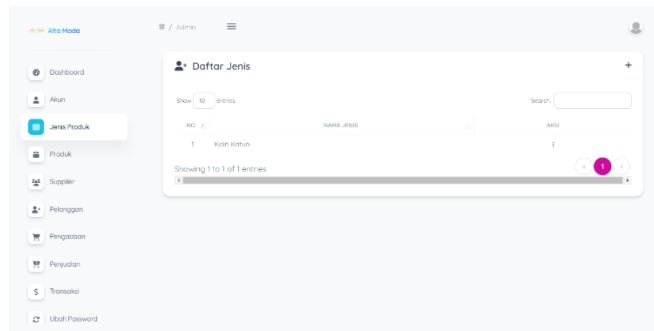 Alta Moda
/ Admin
Dashboard
Akun
Jenis Produk
Produk
Supplier
Pelanggan
Pengadaan
Penjualan
Transaksi
Ubah Password
Daftar Jenis
+
Show 10 entries
Search:
NO NAMA JENIS AKSI
1 Kain Katun
Showing 1 to 1 of 1 entries
‹ 1 ›